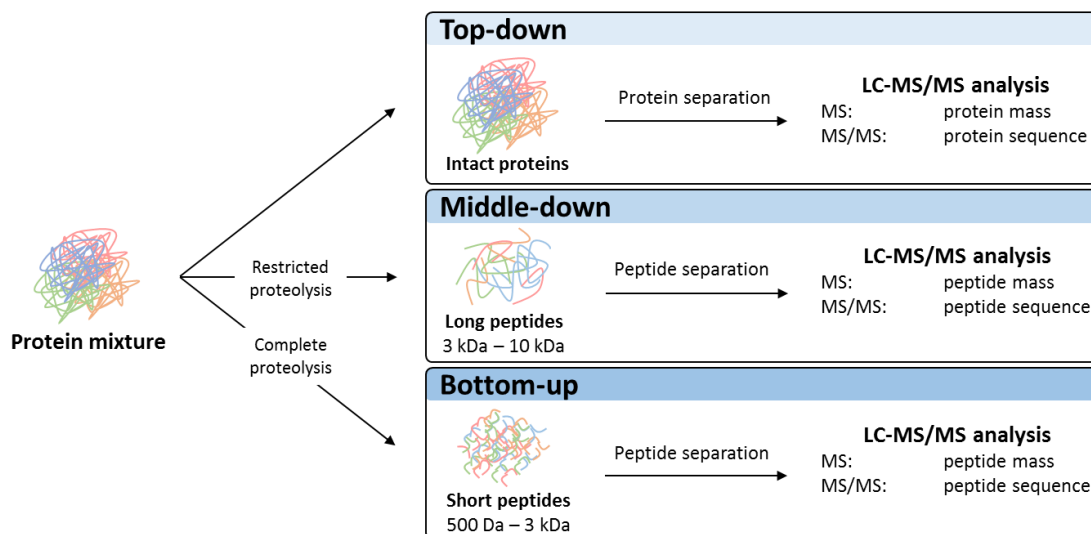 Protein mixture
Restricted
proteolysis
Complete
proteolysis
Top-down
Intact proteins
Protein separation
LC-MS/MS analysis
MS: protein mass
MS/MS: protein sequence
Middle-down
Long peptides
3 kDa – 10 kDa
Peptide separation
LC-MS/MS analysis
MS: peptide mass
MS/MS: peptide sequence
Bottom-up
Short peptides
500 Da – 3 kDa
Peptide separation
LC-MS/MS analysis
MS: peptide mass
MS/MS: peptide sequence